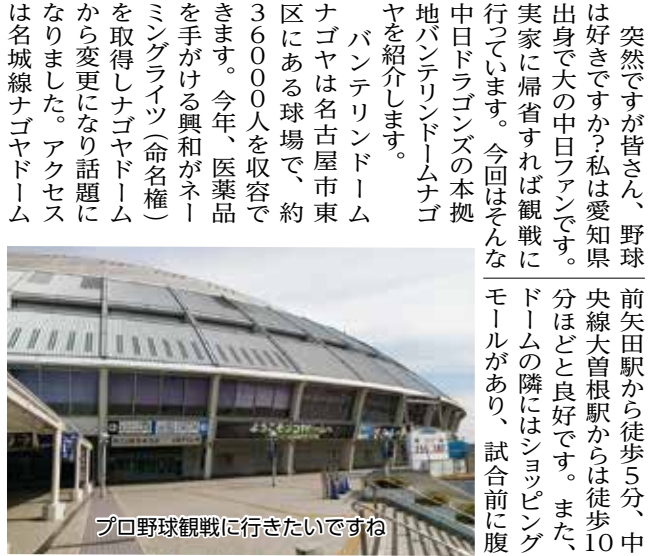 突然ですが皆さん、野球
は好きですか？私は愛知県
出身で大の中日ファンです。
実家に帰省すれば観戦に
行っています。今回はそんな
中日ドラゴンズの本拠
地バンテリンドームナゴ
ヤを紹介します。
バンテリンドーム
ナゴヤは名古屋市東
区にある球場で、約
36000人を収容で
きます。今年、医薬品
を手がける興和がネー
ミングライツ（命名権）
を取得しナゴヤドーム
から変更になり話題に
なりました。アクセス
は名城線ナゴヤドーム
前矢田駅から徒歩5分、中
央線大曽根駅からは徒歩10
分ほどと良好です。また、
ドームの隣にはショッピング
モールがあり、試合前に腹
プロ野球観戦に行きたいですね